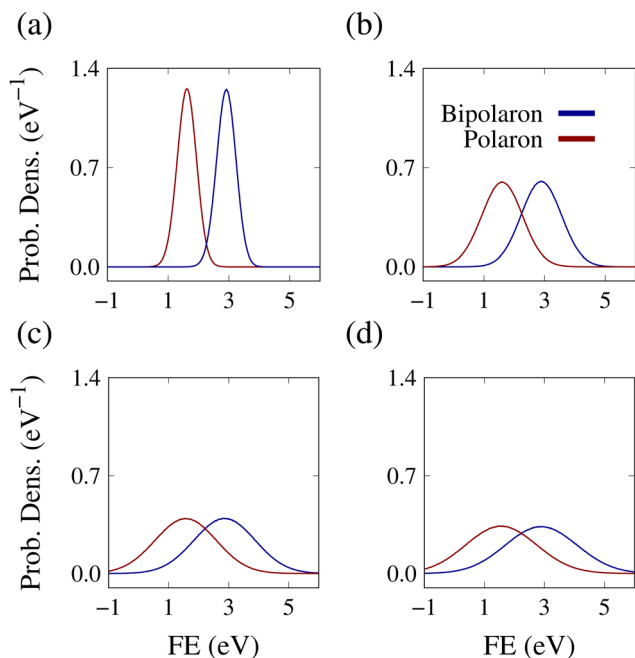 (a)
(b)
Prob. Dens. (eV⁻¹)
1.4
0.7
0.0
−1 1 3 5
Bipolaron
Polaron
−1 1 3 5
(c)
(d)
Prob. Dens. (eV⁻¹)
1.4
0.7
0.0
−1 1 3 5
FE (eV)
1.4
0.7
0.0
−1 1 3 5
FE (eV)
1.4
0.7
0.0